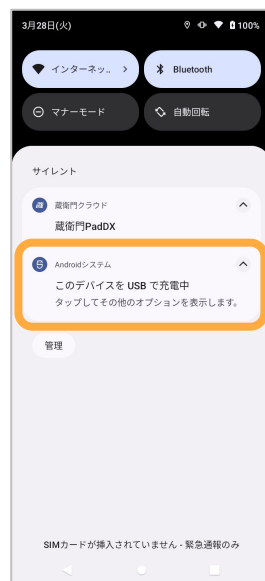 3月28日(火)
100%
インターネッ..
Bluetooth
マナーモード
自動回転
サイレント
蔵衛門クラウド
蔵衛門PadDX
Androidシステム
このデバイスを USB で充電中
タップしてその他のオプションを表示します。
管理
SIMカードが挿入されていません - 緊急通報のみ